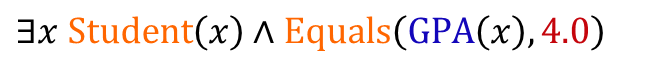 ∃x Student(x) ∧ Equals(GPA(x), 4.0)